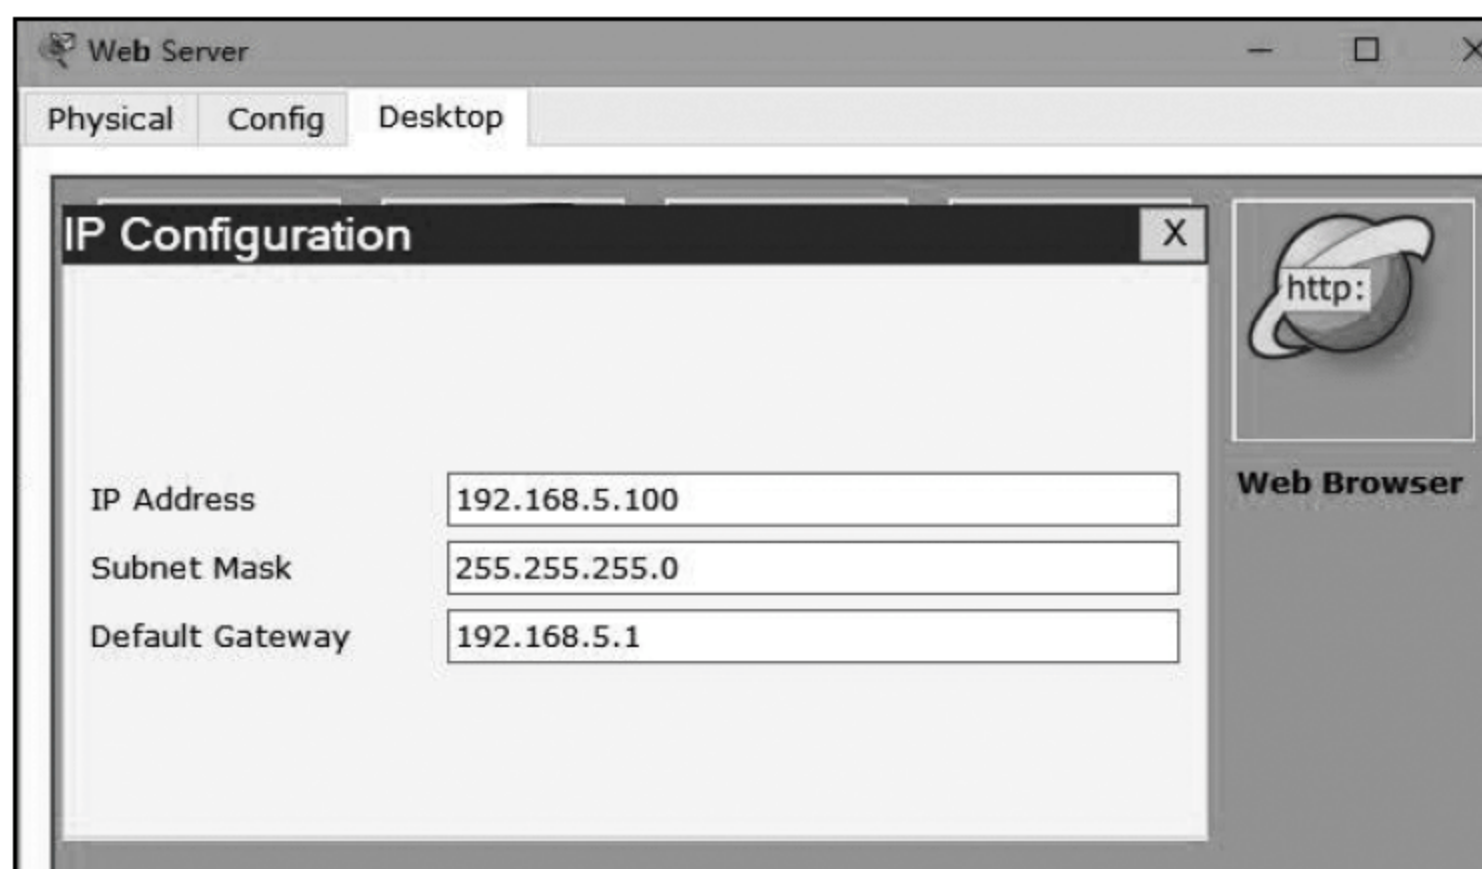 Web Server
Physical Config Desktop
IP Configuration X
http:
IP Address 192.168.5.100
Web Browser
Subnet Mask 255.255.255.0
Default Gateway 192.168.5.1